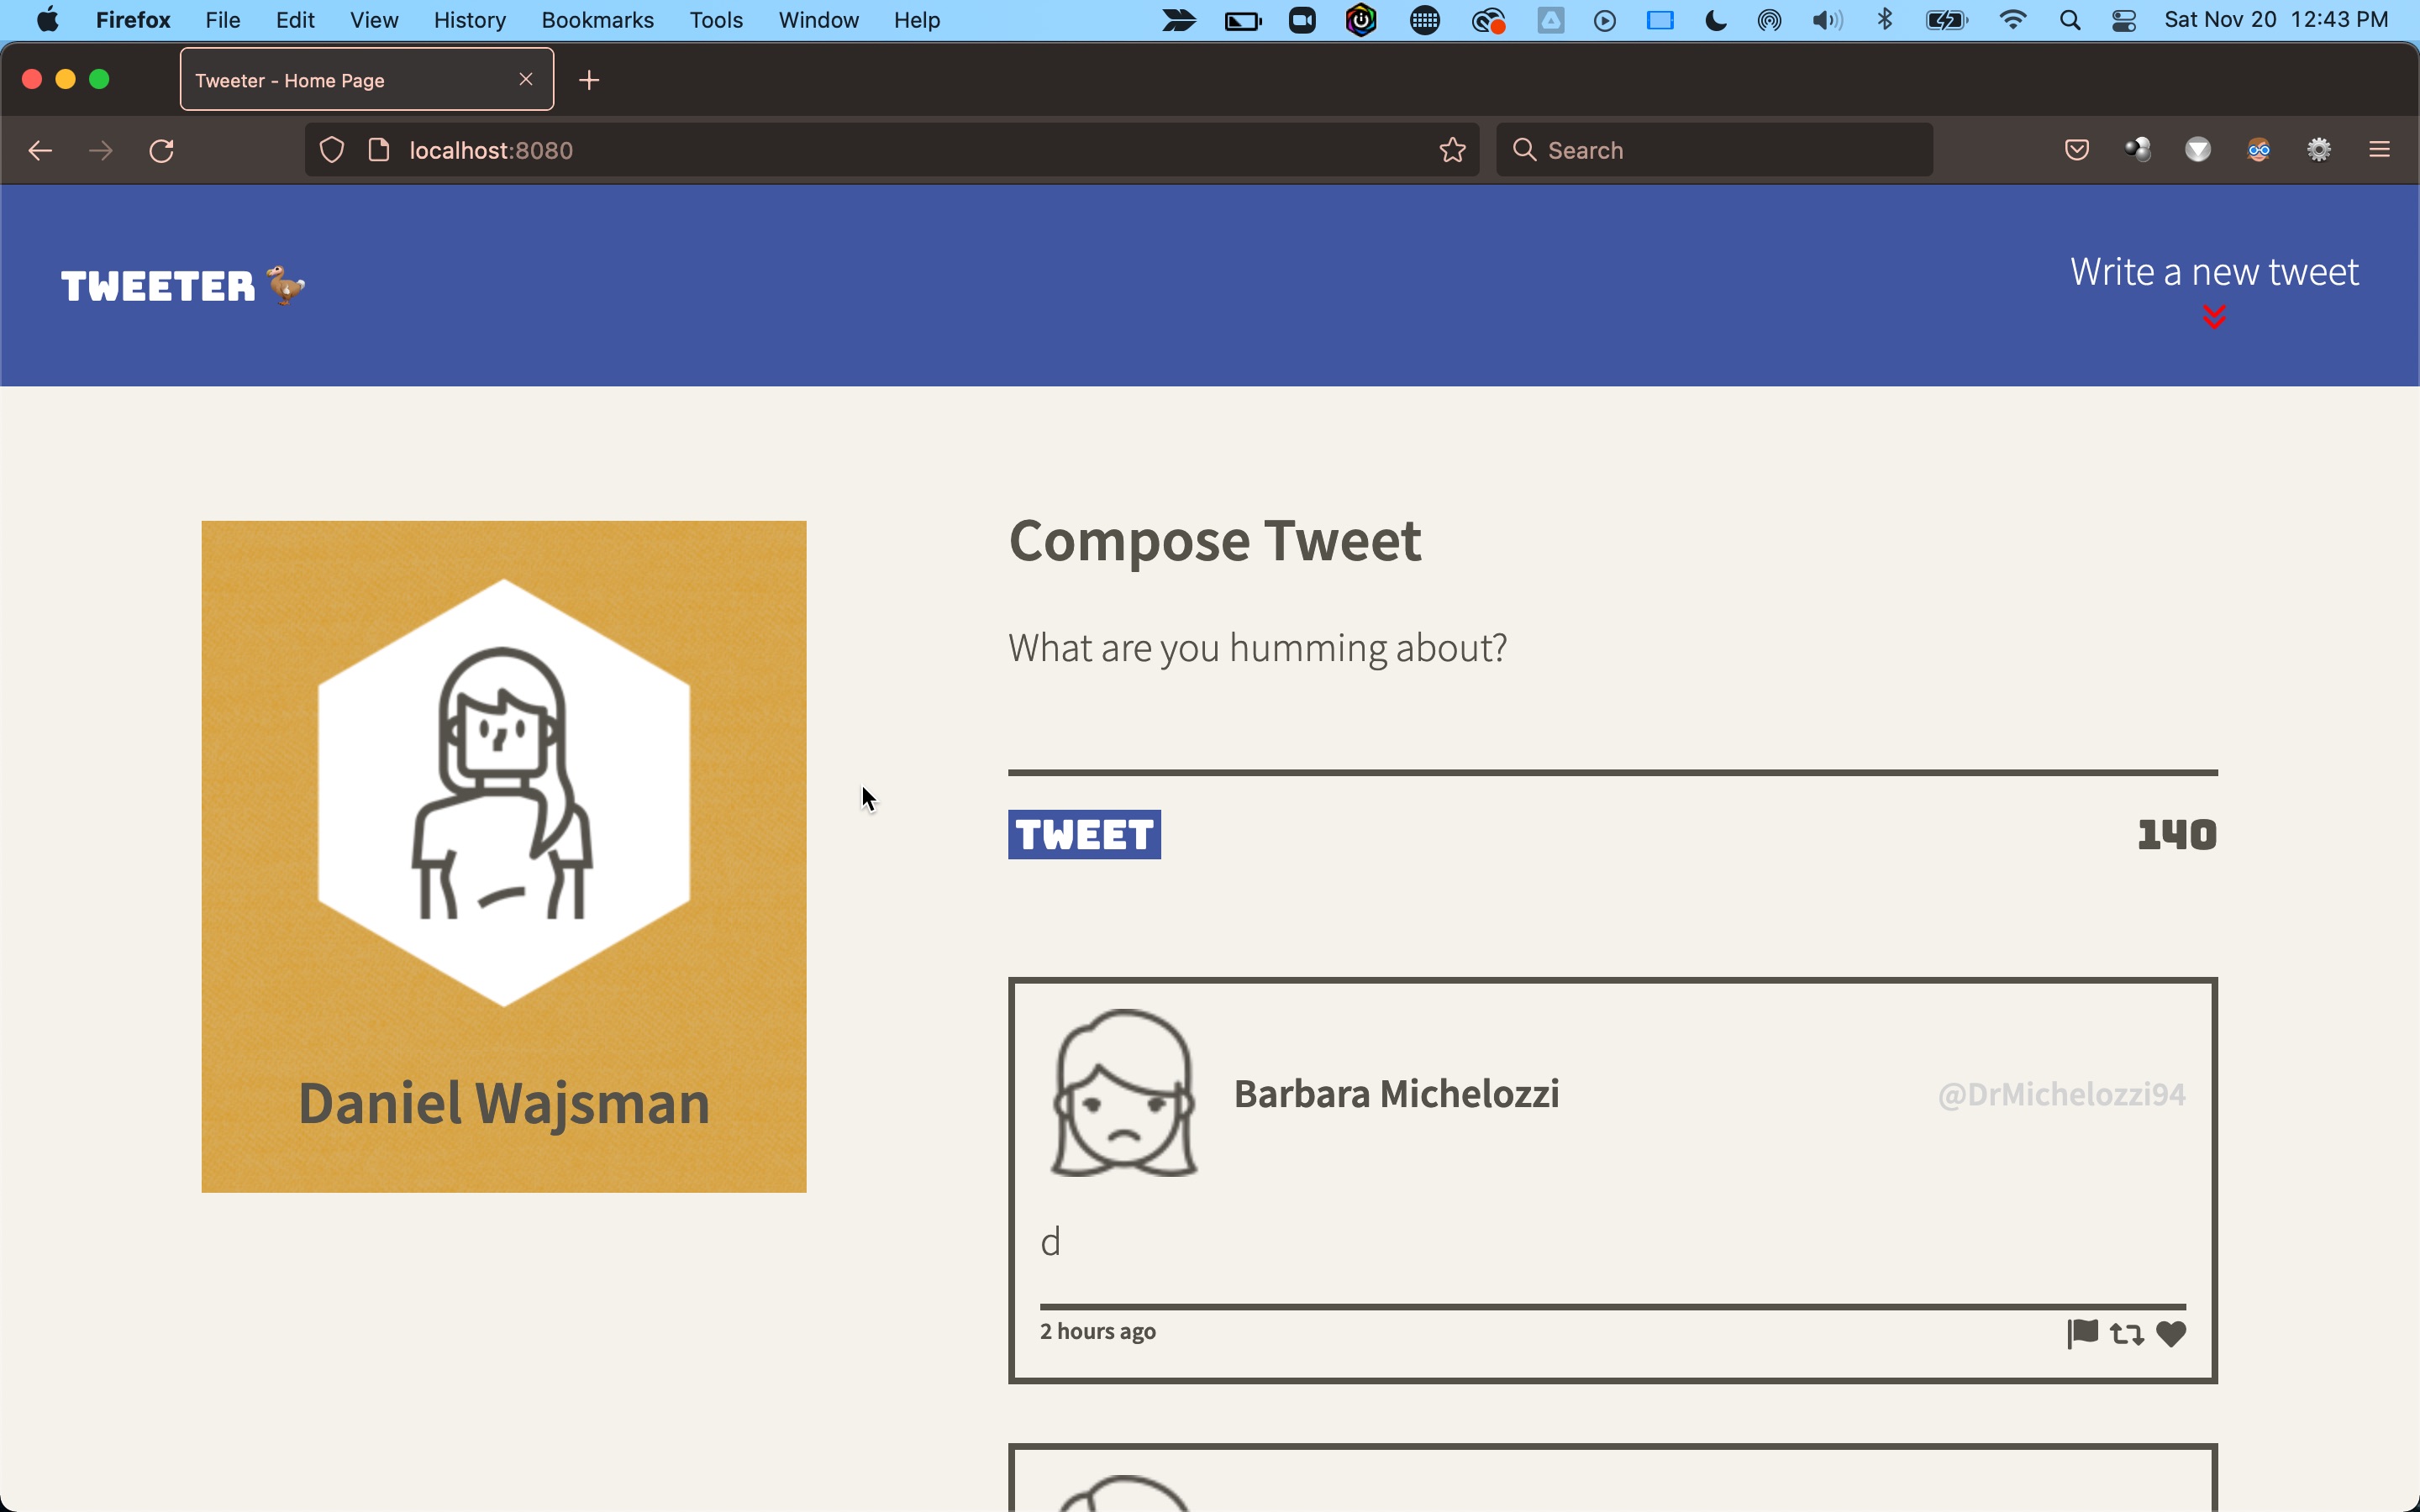 Firefox File Edit View History Bookmarks Tools Window Help Sat Nov 20 12:43 PM
Tweeter - Home Page
localhost:8080 Search
TWEETER
Write a new tweet
Compose Tweet
What are you humming about?
TWEET 140
Daniel Wajsman
Barbara Michelozzi @DrMichelozzi94
d
2 hours ago